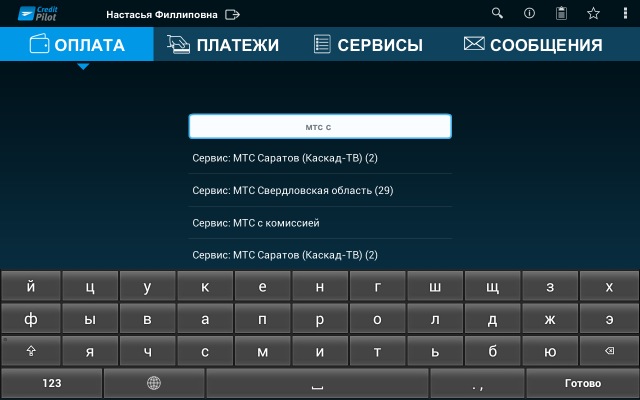 Credit
Pilot
Настасья Филлиповна
ОПЛАТА ПЛАТЕЖИ СЕРВИСЫ СООБЩЕНИЯ
мтс с
Сервис: МТС Саратов (Каскад-ТВ) (2)
Сервис: МТС Свердловская область (29)
Сервис: МТС с комиссией
Сервис: МТС Саратов (Каскад-ТВ) (2)
й ц у к е н г ш щ з х
ф ы в а п р о л д ж э
я ч с м и т ь б ю
123 . , Готово